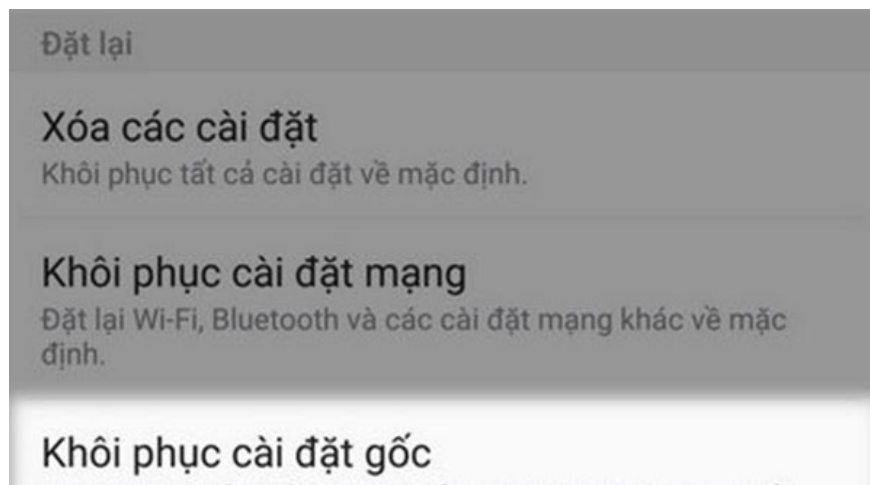 Đặt lại
Xóa các cài đặt
Khôi phục tất cả cài đặt về mặc định.
Khôi phục cài đặt mạng
Đặt lại Wi-Fi, Bluetooth và các cài đặt mạng khác về mặc
định.
Khôi phục cài đặt gốc